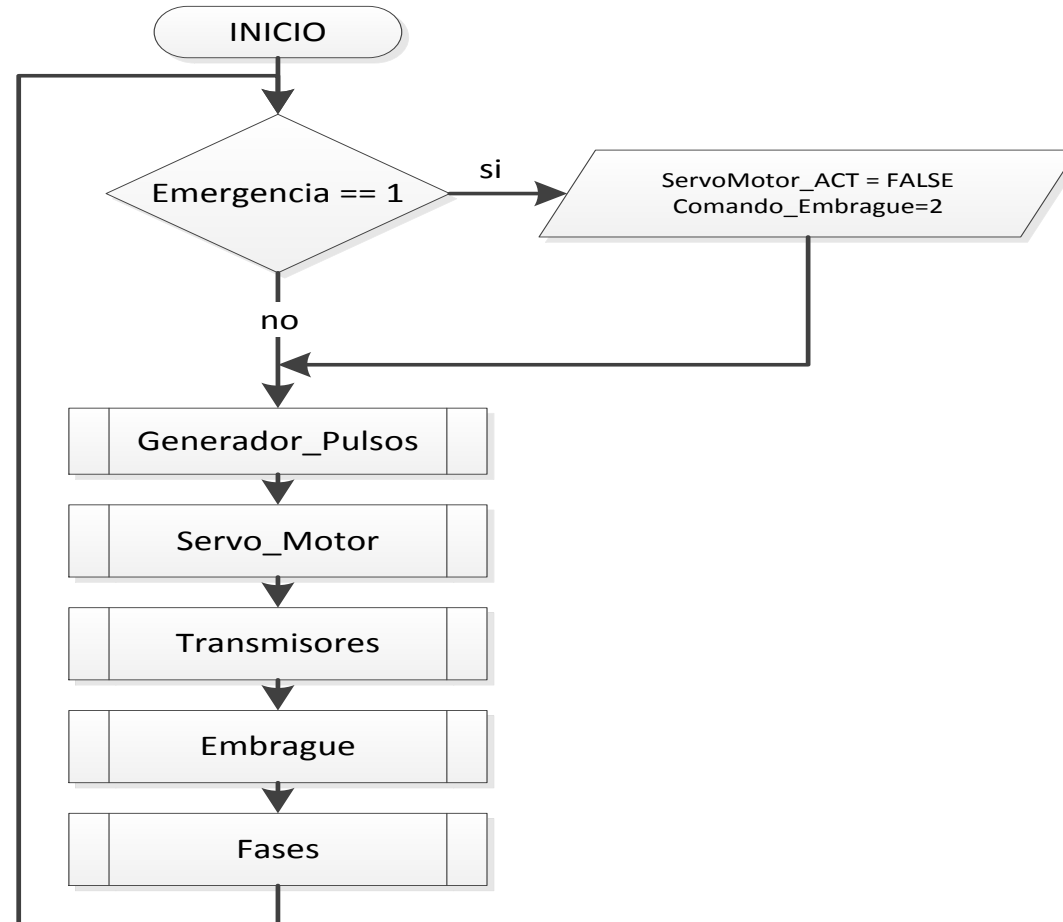 INICIO
Emergencia == 1
si
ServoMotor_ACT = FALSE
Comando_Embrague=2
no
Generador_Pulsos
Servo_Motor
Transmisores
Embrague
Fases